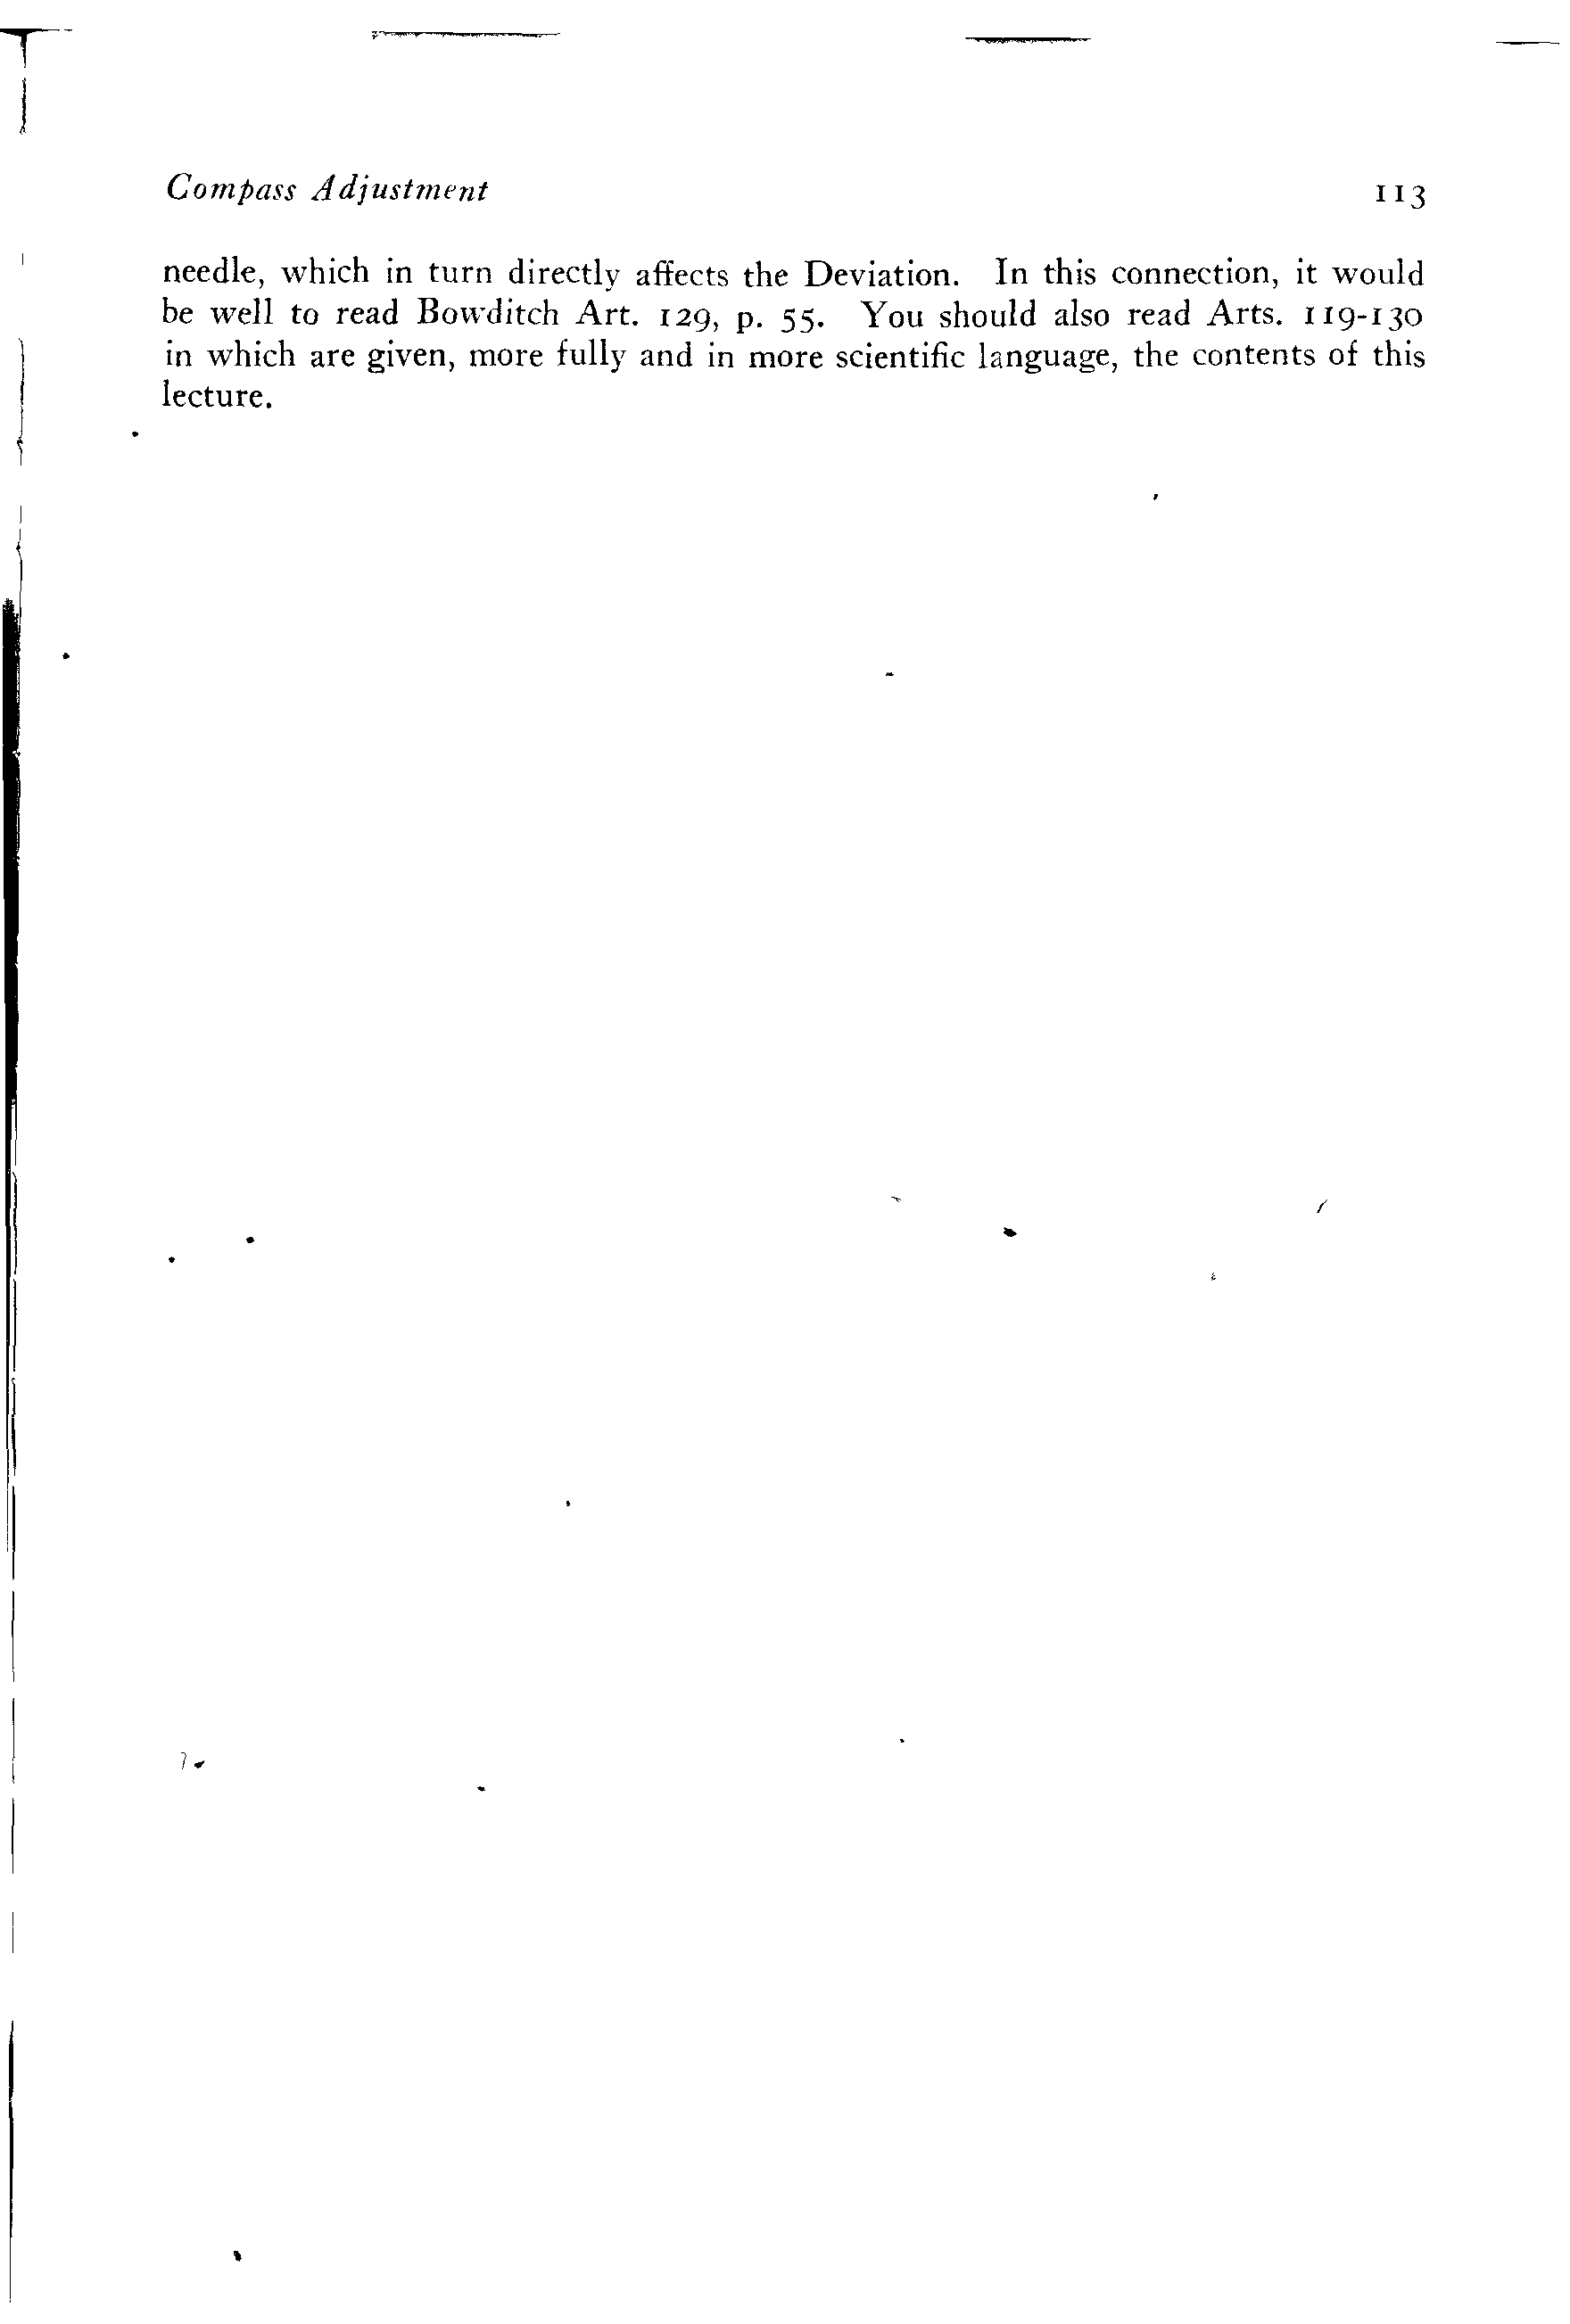 Compass Adjustment 113
needle, which in turn directly affects the Deviation. In this connection, it would
be well to read Bowditch Art. 129, p. 55. You should also read Arts. 119-130
in which are given, more fully and in more scientific language, the contents of this
lecture.